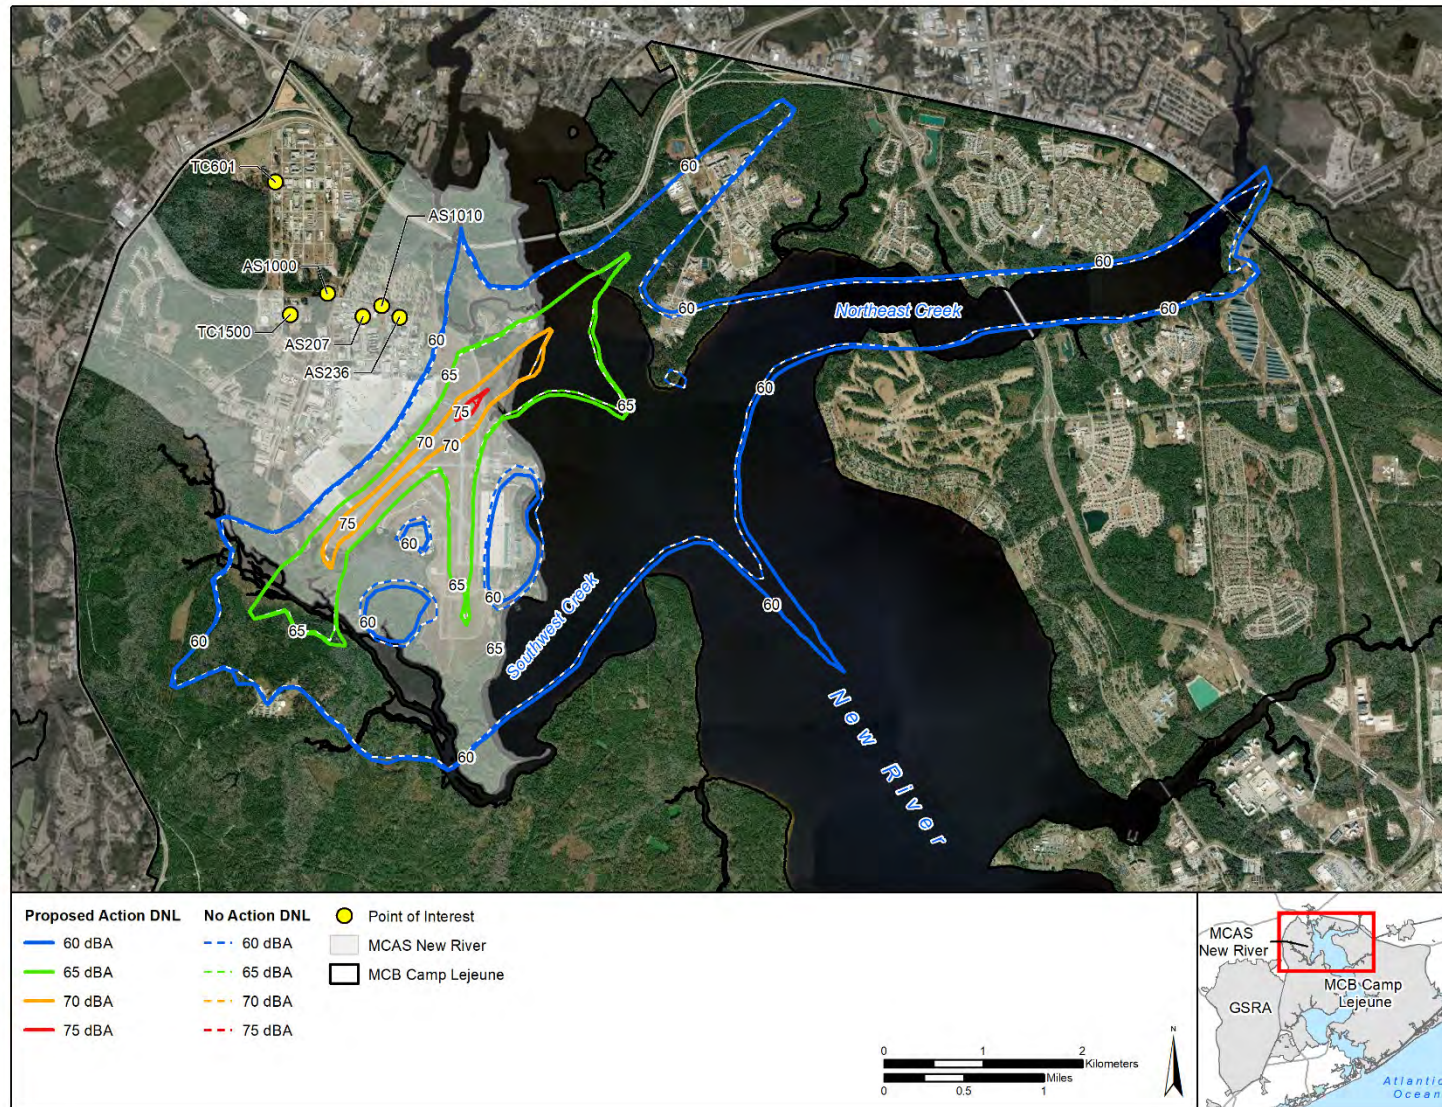 TC601
AS1010
AS1000
TC1500
AS207
AS236
60
60
60
60
60
60
Northeast Creek
60
65
65
75
70
70
75
60
60
65
60
60
65
60
65
60
60
Southwest Creek
New River
Proposed Action DNL
60 dBA
65 dBA
70 dBA
75 dBA
No Action DNL
60 dBA
65 dBA
70 dBA
75 dBA
Point of Interest
MCAS New River
MCB Camp Lejeune
0 1 2
Kilometers
Miles
0 0.5 1
N
MCAS
New River
MCB Camp
Lejeune
GSRA
Atlantic
Ocean